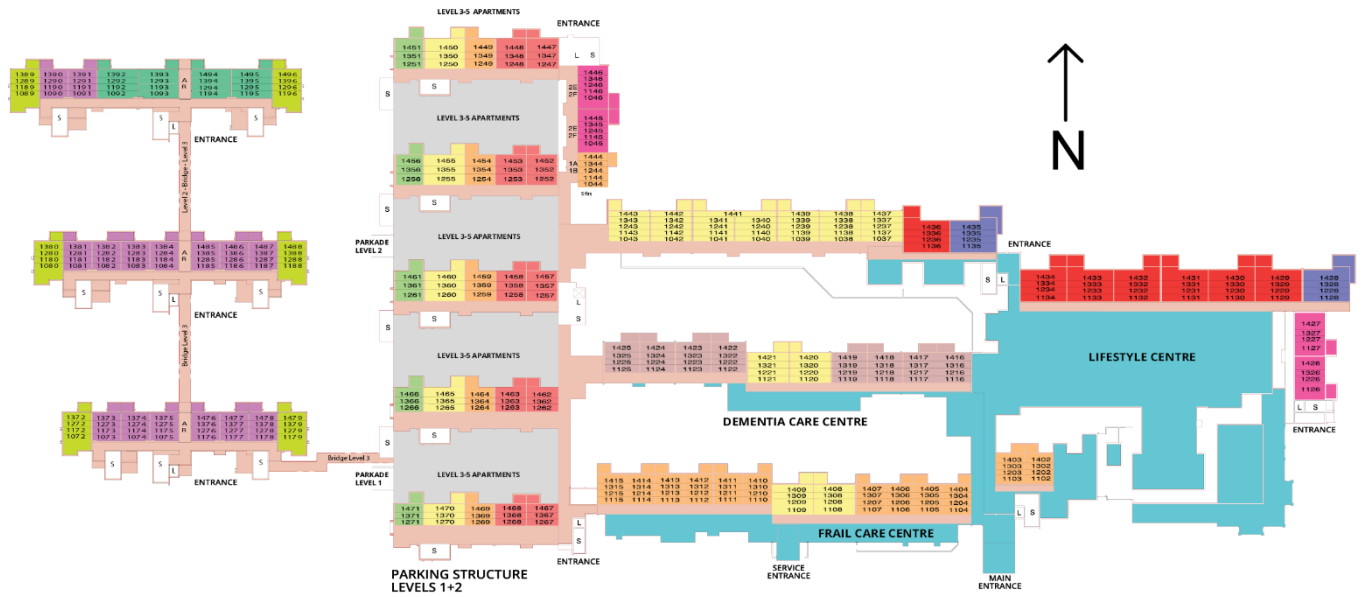 LEVEL 3-5 APARTMENTS
ENTRANCE
1451 1450 1449 1448 1447
1351 1350 1349 1348 1347
1251 1250 1249 1248 1247
L S
S
S
N
1389 1390 1391 1392 1393 1494 1495 1496
1289 1290 1291 1292 1293 1394 1395 1396
1189 1190 1191 1192 1193 1294 1295 1296
1089 1090 1091 1092 1093 1194 1195 1196
A
R
S
S
L
S
ENTRANCE
Level 2 - Bridge - Level 3
1380 1381 1382 1383 1384 1485 1486 1487 1488
1280 1281 1282 1283 1284 1385 1386 1387 1388
1180 1181 1182 1183 1184 1285 1286 1287 1288
1080 1081 1082 1083 1084 1185 1186 1187 1188
A
R
S
S
L
S
ENTRANCE
Bridge Level 3
1372 1373 1374 1375 1476 1477 1478 1479
1272 1273 1274 1275 1376 1377 1378 1379
1172 1173 1174 1175 1276 1277 1278 1279
1072 1073 1074 1075 1176 1177 1178 1179
A
R
S
S
L
S
ENTRANCE
Bridge Level 3
LEVEL 3-5 APARTMENTS
1456 1455 1454 1453 1452
1356 1355 1354 1353 1352
1256 1255 1254 1253 1252
S
S
LEVEL 3-5 APARTMENTS
PARKADE
LEVEL 2
1461 1460 1459 1458 1457
1361 1360 1359 1358 1357
1261 1260 1259 1258 1257
S
S
L
S
LEVEL 3-5 APARTMENTS
1466 1465 1464 1463 1462
1366 1365 1364 1363 1362
1266 1265 1264 1263 1262
S
S
LEVEL 3-5 APARTMENTS
PARKADE
LEVEL 1
1471 1470 1469 1468 1467
1371 1370 1369 1368 1367
1271 1270 1269 1268 1267
S
L
S
ENTRANCE
PARKING STRUCTURE
LEVELS 1+2
1446
1346
1246
1146
1046
2E
2F
1445
1345
1245
1145
1045
2E
2F
1444
1344
1244
1144
1044
1A
1B
1443 1442 1441 1439 1438 1437
1343 1342 1341 1340 1339 1338 1337
1243 1242 1241 1240 1239 1238 1237
1143 1142 1141 1140 1139 1138 1137
1043 1042 1041 1040 1039 1038 1037
1436 1435
1336 1335
1236 1235
1136 1135
ENTRANCE
S L
1434 1433 1432 1431 1430 1429 1428
1334 1333 1332 1331 1330 1329 1328
1234 1233 1232 1231 1230 1229 1228
1134 1133 1132 1131 1130 1129 1128
LIFESTYLE CENTRE
1427
1327
1227
1127
1426
1326
1226
1126
L S
ENTRANCE
1425 1424 1423 1422
1325 1324 1323 1322
1225 1224 1223 1222
1125 1124 1123 1122
1421 1420
1321 1320
1221 1220
1121 1120
1419 1418 1417 1416
1319 1318 1317 1316
1219 1218 1217 1216
1119 1118 1117 1116
DEMENTIA CARE CENTRE
1403 1402
1303 1302
1203 1202
1103 1102
L S
1415 1414 1413 1412 1411 1410
1315 1314 1313 1312 1311 1310
1215 1214 1213 1212 1211 1210
1115 1114 1113 1112 1111 1110
1409 1408
1309 1308
1209 1208
1109 1108
1407 1406 1405 1404
1307 1306 1305 1304
1207 1206 1205 1204
1107 1106 1105 1104
FRAIL CARE CENTRE
SERVICE
ENTRANCE
MAIN
ENTRANCE